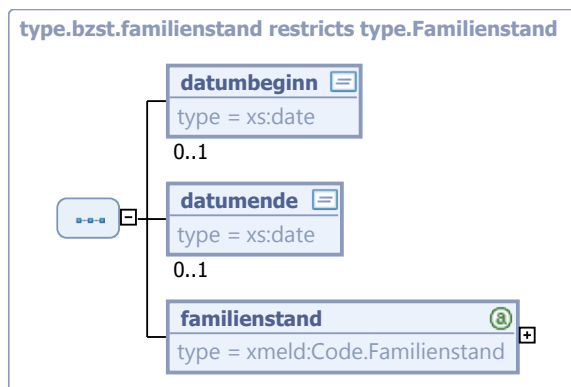 type.bzst.familienstand restricts type.Familienstand
datumbeginn
type = xs:date
0..1
datumende
type = xs:date
0..1
familienstand
type = xmeld:Code.Familienstand